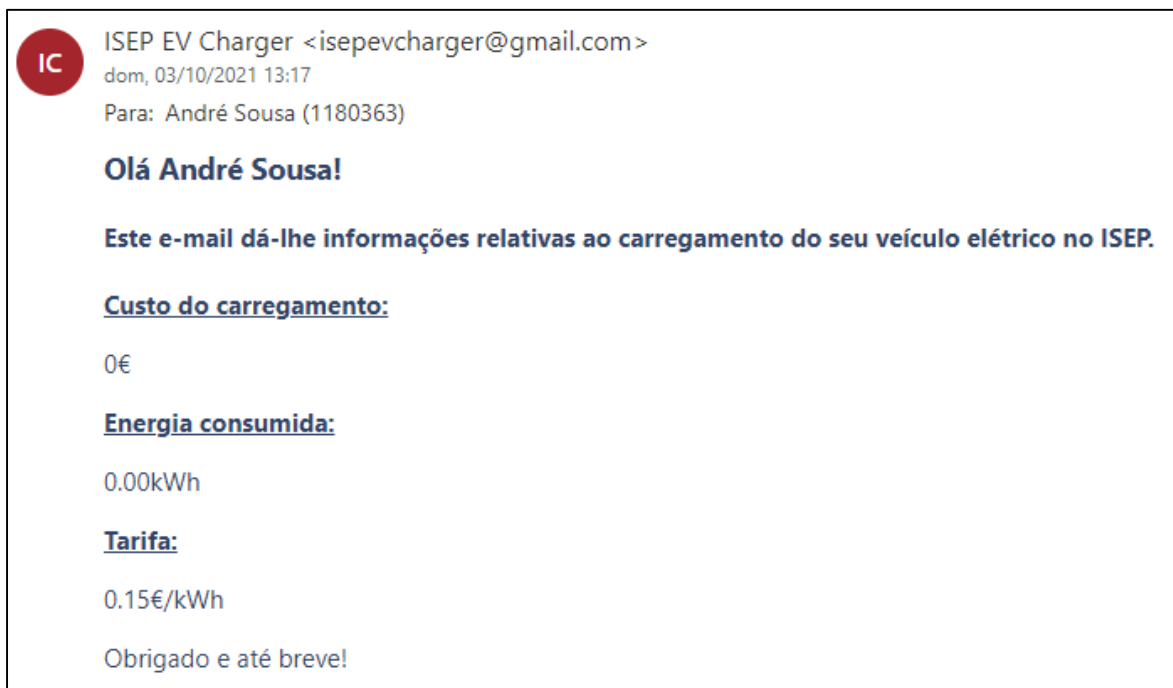 IC
ISEP EV Charger <isepevcharger@gmail.com>
dom, 03/10/2021 13:17
Para: André Sousa (1180363)
Olá André Sousa!
Este e-mail dá-lhe informações relativas ao carregamento do seu veículo elétrico no ISEP.
Custo do carregamento:
0€
Energia consumida:
0.00kWh
Tarifa:
0.15€/kWh
Obrigado e até breve!